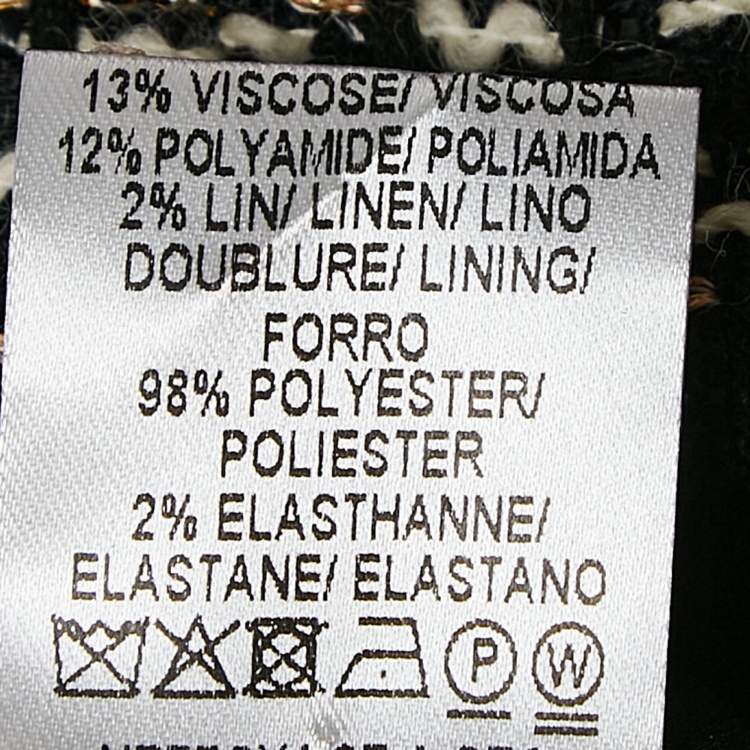 13% VISCOSE/ VISCOSA
12% POLYAMIDE/ POLIAMIDA
2% LIN/ LINEN/ LINO
DOUBLURE/ LINING/
FORRO
98% POLYESTER/
POLIESTER
2% ELASTHANNE/
ELASTANE/ ELASTANO
P W